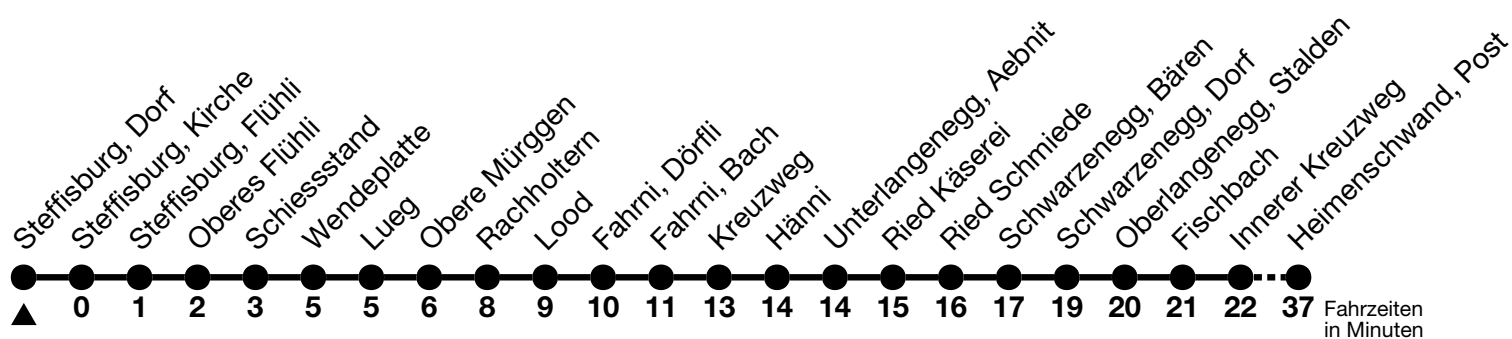 Steffisburg, Dorf
Steffisburg, Kirche
Steffisburg, Flühli
Oberes Flühli
Schiessstand
Wendeplatte
Lueg
Obere Mürggen
Rachholtern
Lood
Fahrni, Dörfli
Fahrni, Bach
Kreuzweg
Hänni
Unterlangenegg, Aebnit
Ried Käserei
Ried Schmiede
Schwarzenegg, Bären
Schwarzenegg, Dorf
Oberlangenegg, Stalden
Fischbach
Innerer Kreuzweg
Heimenschwand, Post
0 1 2 3 5 5 6 8 9 10 11 13 14 14 15 16 17 19 20 21 22 37
Fahrzeiten
in Minuten